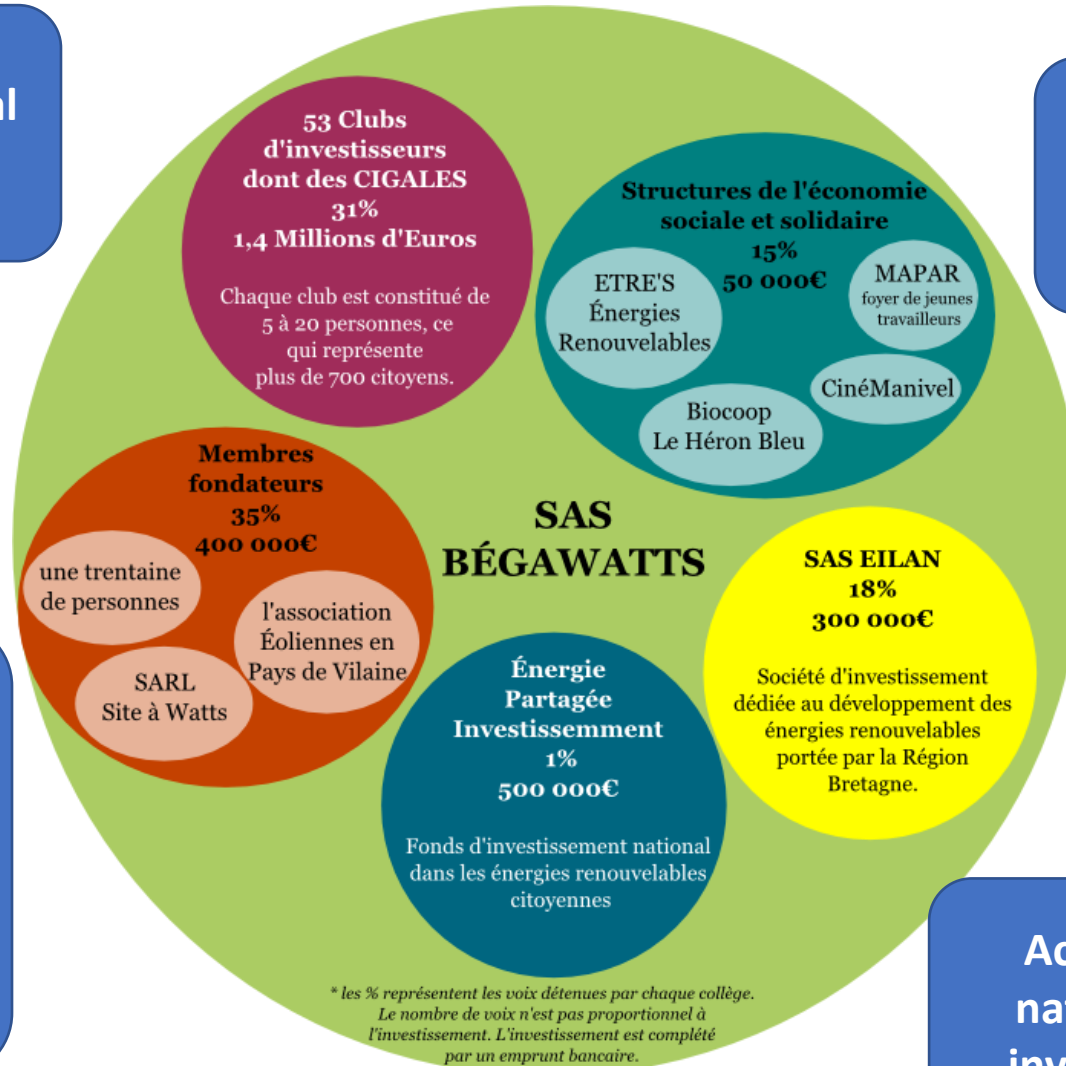 53 Clubs
d'investisseurs
dont des CIGALES
31%
1,4 Millions d'Euros
Chaque club est constitué de
5 à 20 personnes, ce
qui représente
plus de 700 citoyens.
Structures de l'économie
sociale et solidaire
15%
50 000€
ETRE'S
Énergies
Renouvelables
MAPAR
foyer de jeunes
travailleurs
CinéManivel
Biocoop
Le Héron Bleu
Membres
fondateurs
35%
400 000€
une trentaine
de personnes
l'association
Éoliennes en
Pays de Vilaine
SARL
Site à Watts
SAS
BÉGAWATTS
SAS EILAN
18%
300 000€
Société d'investissement
dédiée au développement des
énergies renouvelables
portée par la Région
Bretagne.
Énergie
Partagée
Investissemment
1%
500 000€
Fonds d'investissement national
dans les énergies renouvelables
citoyennes
* les % représentent les voix détenues par chaque collège.
Le nombre de voix n'est pas proportionnel à
l'investissement. L'investissement est complété
par un emprunt bancaire.